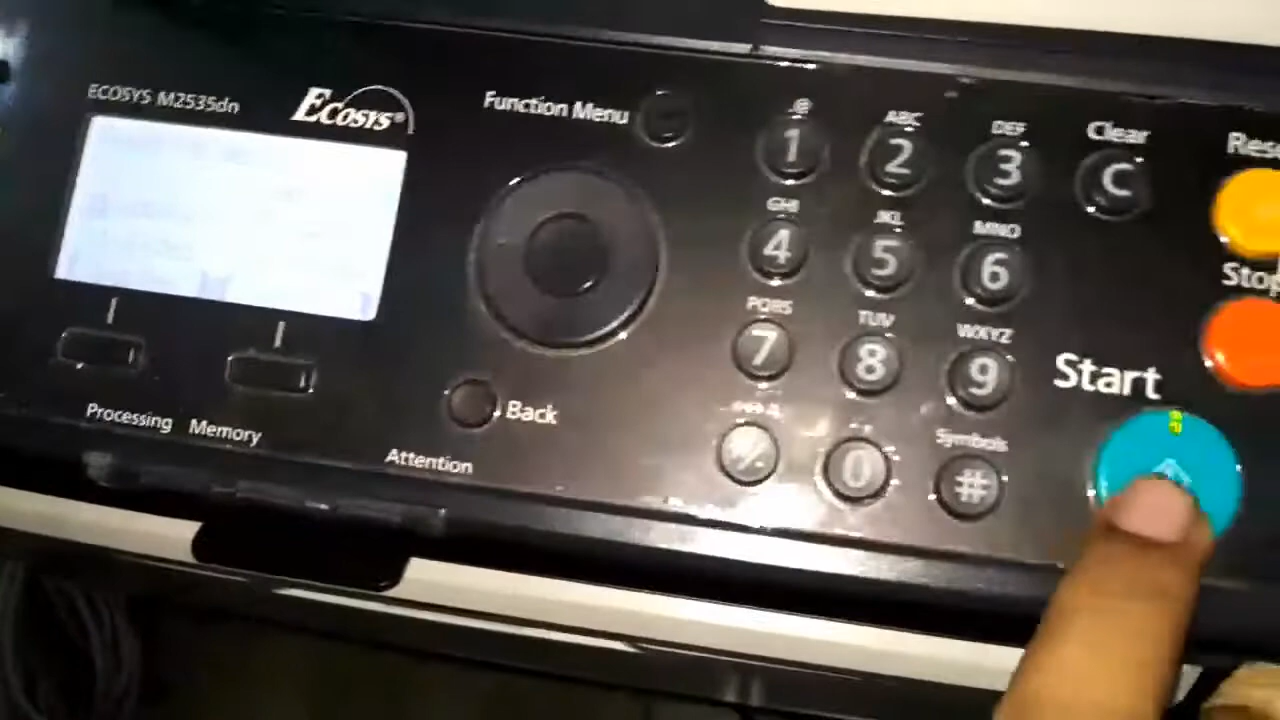 ECOSYS M2535dn
Ecosys®
Function Menu
.@
1
ABC
2
DEF
3
Clear
C
GHI
4
JKL
5
MNO
6
PQRS
7
TUV
8
WXYZ
9
0
Symbols
#
Start
Back
Processing
Memory
Attention